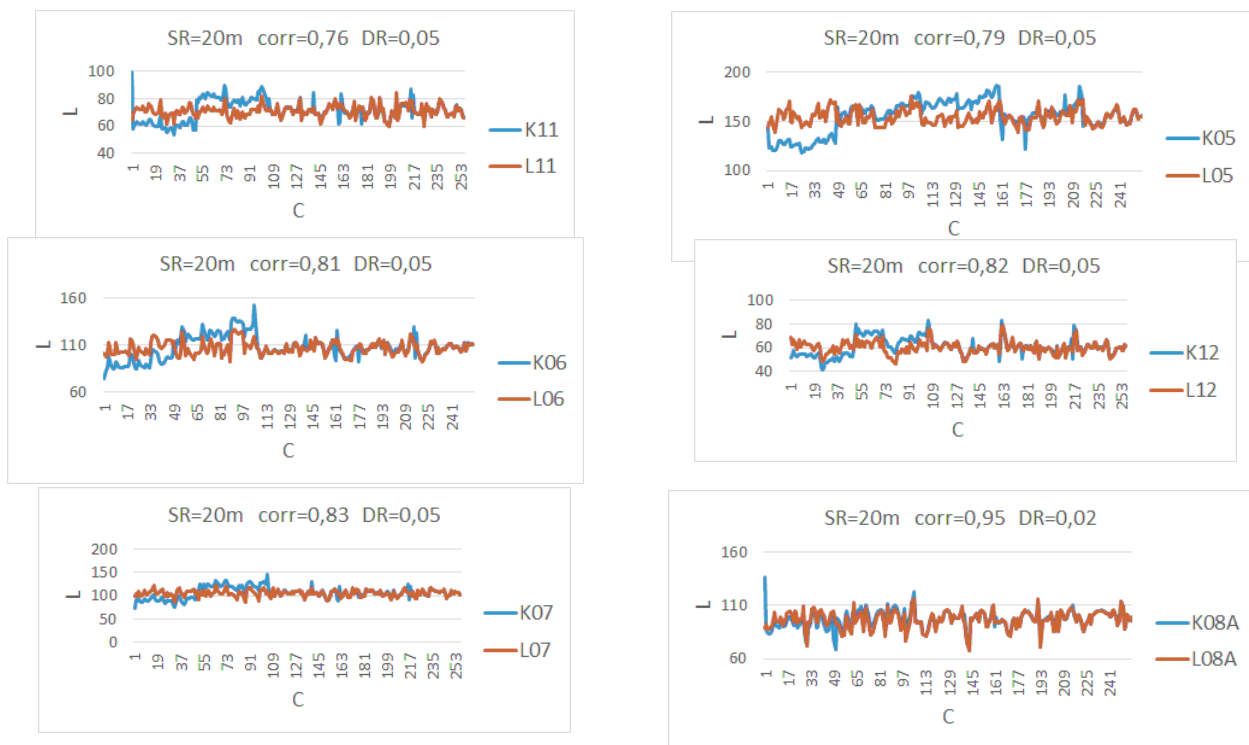 SR=20m corr=0,76 DR=0,05
100
80
60
40
L
1 19 37 55 73 91 109 127 145 163 181 199 217 235 253
C
K11
L11
SR=20m corr=0,79 DR=0,05
200
150
100
L
1 17 33 49 65 81 97 113 129 145 161 177 193 209 225 241
C
K05
L05
SR=20m corr=0,81 DR=0,05
160
110
60
L
1 17 33 49 65 81 97 113 129 145 161 177 193 209 225 241
C
K06
L06
SR=20m corr=0,82 DR=0,05
100
80
60
40
L
1 19 37 55 73 91 109 127 145 163 181 199 217 235 253
C
K12
L12
SR=20m corr=0,83 DR=0,05
200
150
100
50
0
L
1 19 37 55 73 91 109 127 145 163 181 199 217 235 253
C
K07
L07
SR=20m corr=0,95 DR=0,02
160
110
60
L
1 17 33 49 65 81 97 113 129 145 161 177 193 209 225 241
C
K08A
L08A